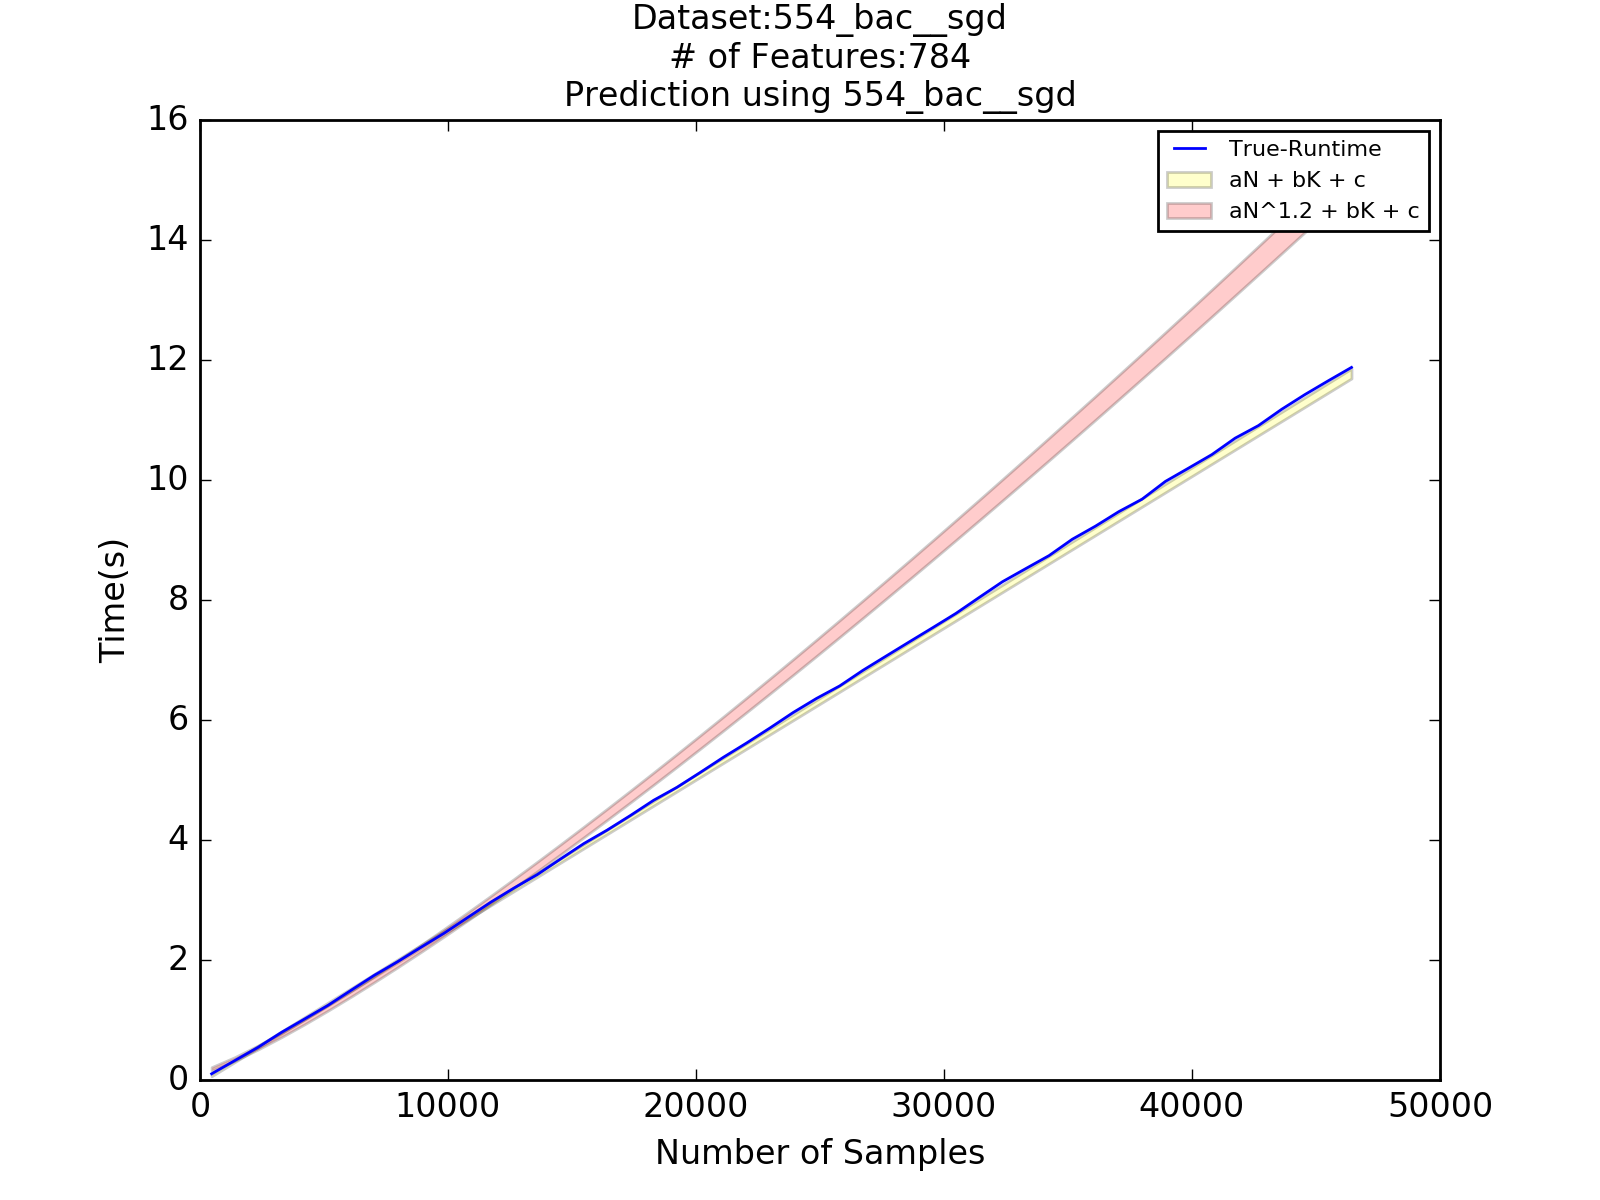 Dataset:554_bac__sgd
# of Features:784
Prediction using 554_bac__sgd
True-Runtime
aN + bK + c
aN^1.2 + bK + c
16
14
12
10
8
6
4
2
0
Time(s)
0 10000 20000 30000 40000 50000
Number of Samples